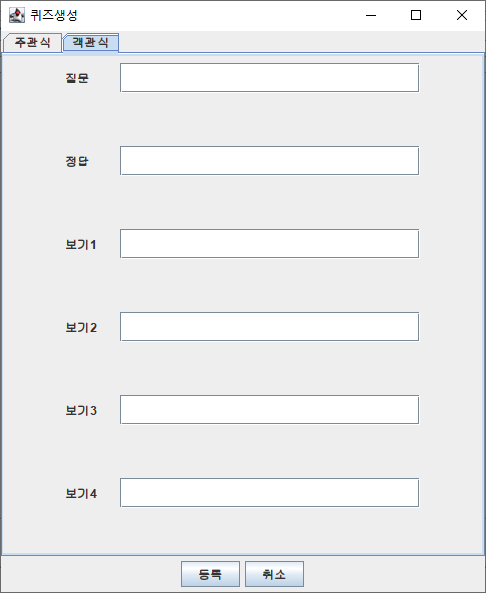 퀴즈생성
주관식 객관식
질문
정답
보기1
보기2
보기3
보기4
등록 취소